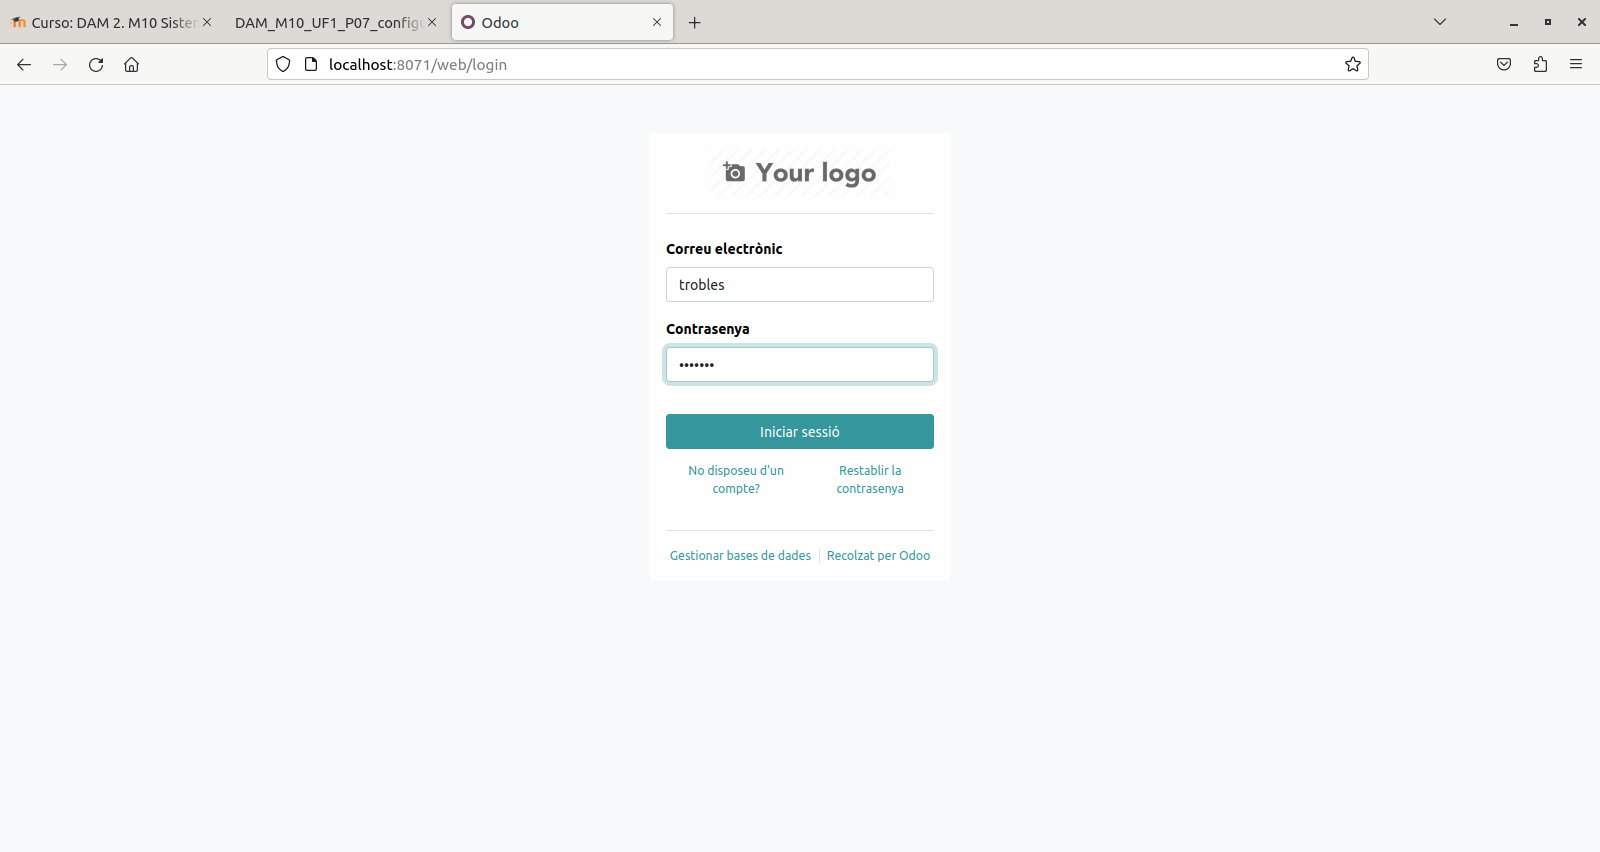 Curso: DAM 2. M10 Sister
DAM_M10_UF1_P07_config
Odoo
localhost:8071/web/login
Your logo
Correu electrònic
trobles
Contrasenya
•••••••
Iniciar sessió
No disposeu d'un
compte?
Restablir la
contrasenya
Gestionar bases de dades
Recolzat per Odoo